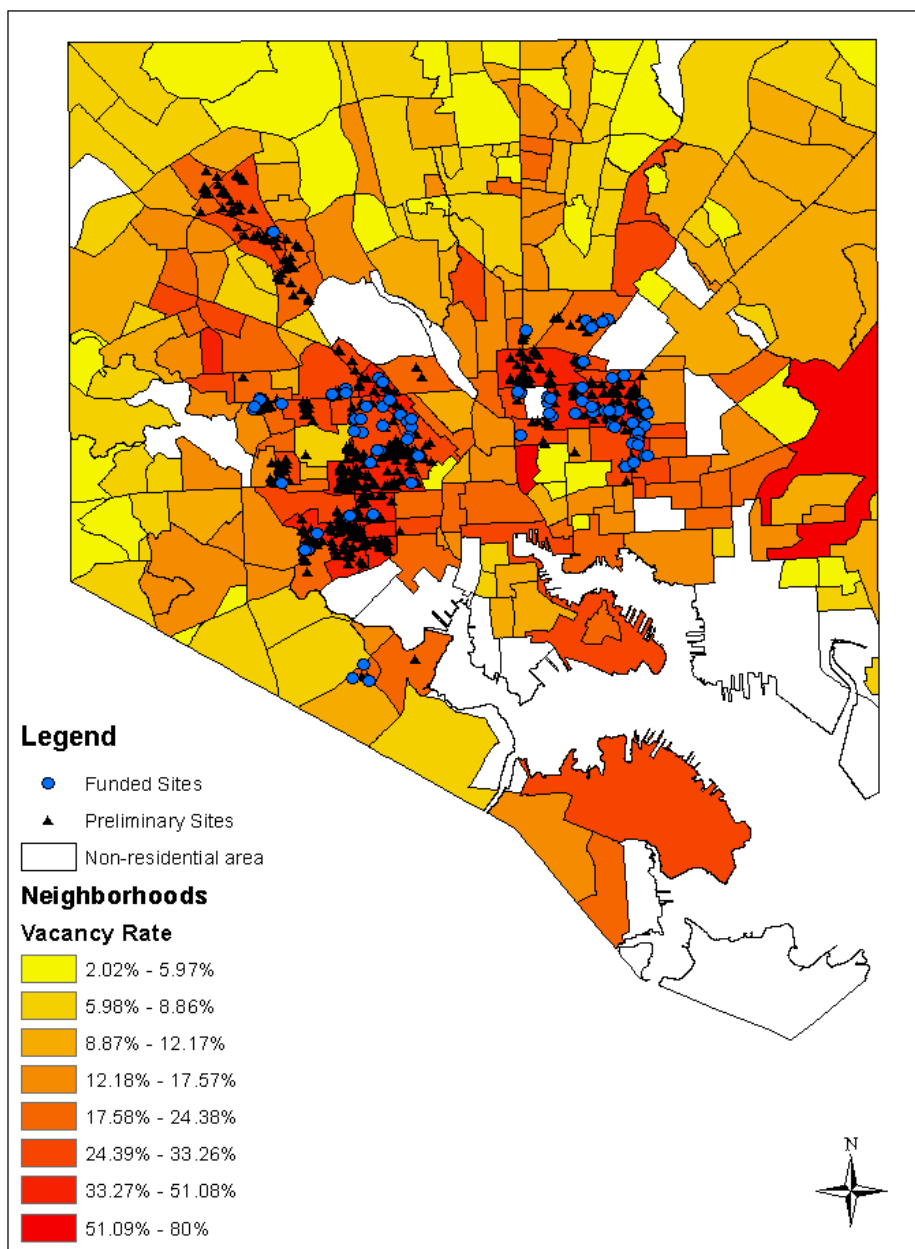 Legend
Funded Sites
Preliminary Sites
Non-residential area
Neighborhoods
Vacancy Rate
2.02% - 5.97%
5.98% - 8.86%
8.87% - 12.17%
12.18% - 17.57%
17.58% - 24.38%
24.39% - 33.26%
33.27% - 51.08%
51.09% - 80%
N